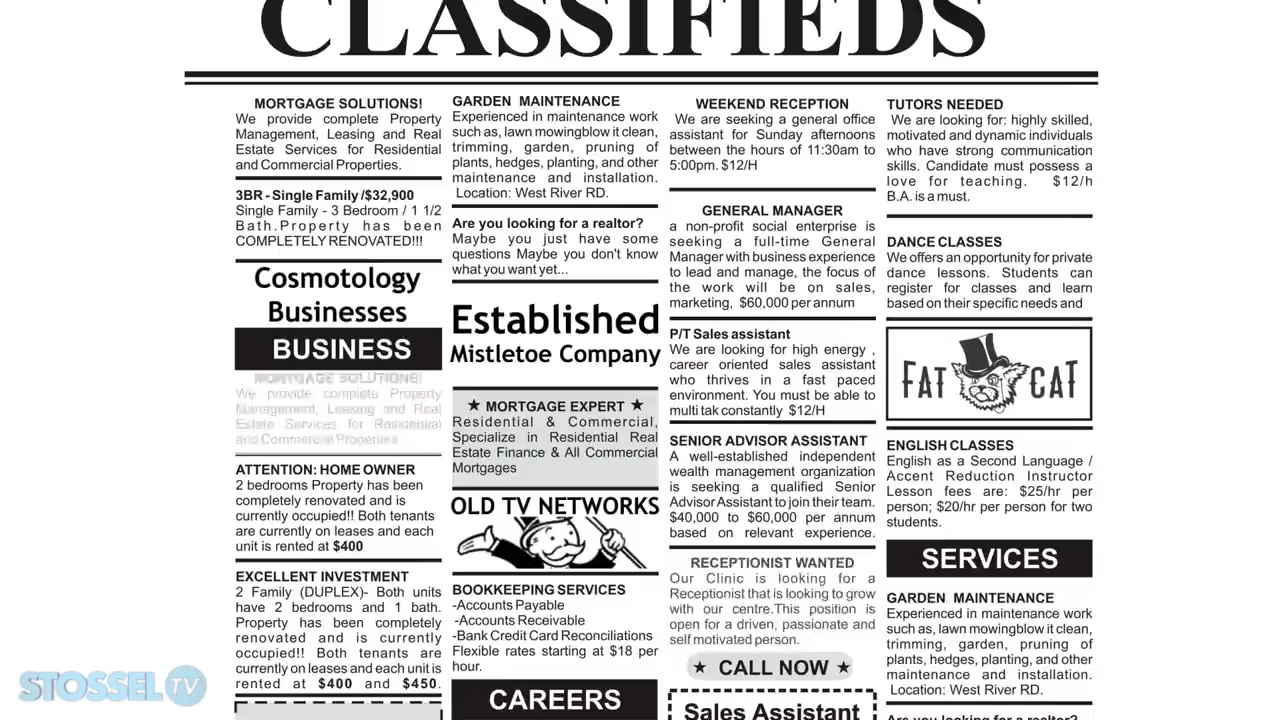 CLASSIFIEDS
MORTGAGE SOLUTIONS!
We provide complete Property
Management, Leasing and Real
Estate Services for Residential
and Commercial Properties.
3BR - Single Family /$32,900
Single Family - 3 Bedroom / 1 1/2
Bath.Property has been
COMPLETELY RENOVATED!!!
Cosmotology
Businesses
BUSINESS
MORTGAGE SOLUTIONS!
We provide complete Property
Management, Leasing and Real
Estate Services for Residential
and Commercial Properties
ATTENTION: HOME OWNER
2 bedrooms Property has been
completely renovated and is
currently occupied!! Both tenants
are currently on leases and each
unit is rented at $400
EXCELLENT INVESTMENT
2 Family (DUPLEX)- Both units
have 2 bedrooms and 1 bath.
Property has been completely
renovated and is currently
occupied!! Both tenants are
currently on leases and each unit is
rented at $400 and $450.
GARDEN MAINTENANCE
Experienced in maintenance work
such as, lawn mowingblow it clean,
trimming, garden, pruning of
plants, hedges, planting, and other
maintenance and installation.
Location: West River RD.
Are you looking for a realtor?
Maybe you just have some
questions Maybe you don't know
what you want yet...
Established
Mistletoe Company
★ MORTGAGE EXPERT ★
Residential & Commercial,
Specialize in Residential Real
Estate Finance & All Commercial
Mortgages
OLD TV NETWORKS
BOOKKEEPING SERVICES
-Accounts Payable
-Accounts Receivable
-Bank Credit Card Reconciliations
Flexible rates starting at $18 per
hour.
CAREERS
WEEKEND RECEPTION
We are seeking a general office
assistant for Sunday afternoons
between the hours of 11:30am to
5:00pm. $12/H
GENERAL MANAGER
a non-profit social enterprise is
seeking a full-time General
Manager with business experience
to lead and manage, the focus of
the work will be on sales,
marketing, $60,000 per annum
P/T Sales assistant
We are looking for high energy ,
career oriented sales assistant
who thrives in a fast paced
environment. You must be able to
multi tak constantly $12/H
SENIOR ADVISOR ASSISTANT
A well-established independent
wealth management organization
is seeking a qualified Senior
Advisor Assistant to join their team.
$40,000 to $60,000 per annum
based on relevant experience.
RECEPTIONIST WANTED
Our Clinic is looking for a
Receptionist that is looking to grow
with our centre.This position is
open for a driven, passionate and
self motivated person.
★ CALL NOW ★
Sales Assistant
TUTORS NEEDED
We are looking for: highly skilled,
motivated and dynamic individuals
who have strong communication
skills. Candidate must possess a
love for teaching. $12/h
B.A. is a must.
DANCE CLASSES
We offers an opportunity for private
dance lessons. Students can
register for classes and learn
based on their specific needs and
FAT CAT
ENGLISH CLASSES
English as a Second Language /
Accent Reduction Instructor
Lesson fees are: $25/hr per
person; $20/hr per person for two
students.
SERVICES
GARDEN MAINTENANCE
Experienced in maintenance work
such as, lawn mowingblow it clean,
trimming, garden, pruning of
plants, hedges, planting, and other
maintenance and installation.
Location: West River RD.
Are you looking for a realtor?
STOSSEL TV